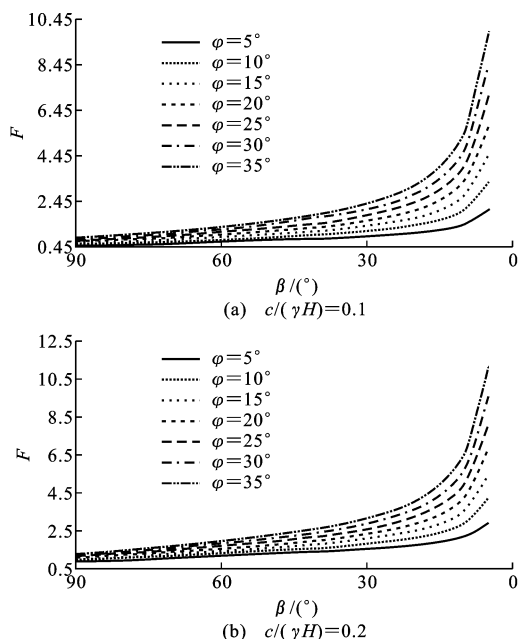 10.45
8.45
6.45
4.45
2.45
0.45
F
φ=5°
φ=10°
φ=15°
φ=20°
φ=25°
φ=30°
φ=35°
90 60 30 0
β/(°)
(a) c/(γH)=0.1
12.5
10.5
8.5
6.5
4.5
2.5
0.5
F
φ=5°
φ=10°
φ=15°
φ=20°
φ=25°
φ=30°
φ=35°
90 60 30 0
β/(°)
(b) c/(γH)=0.2